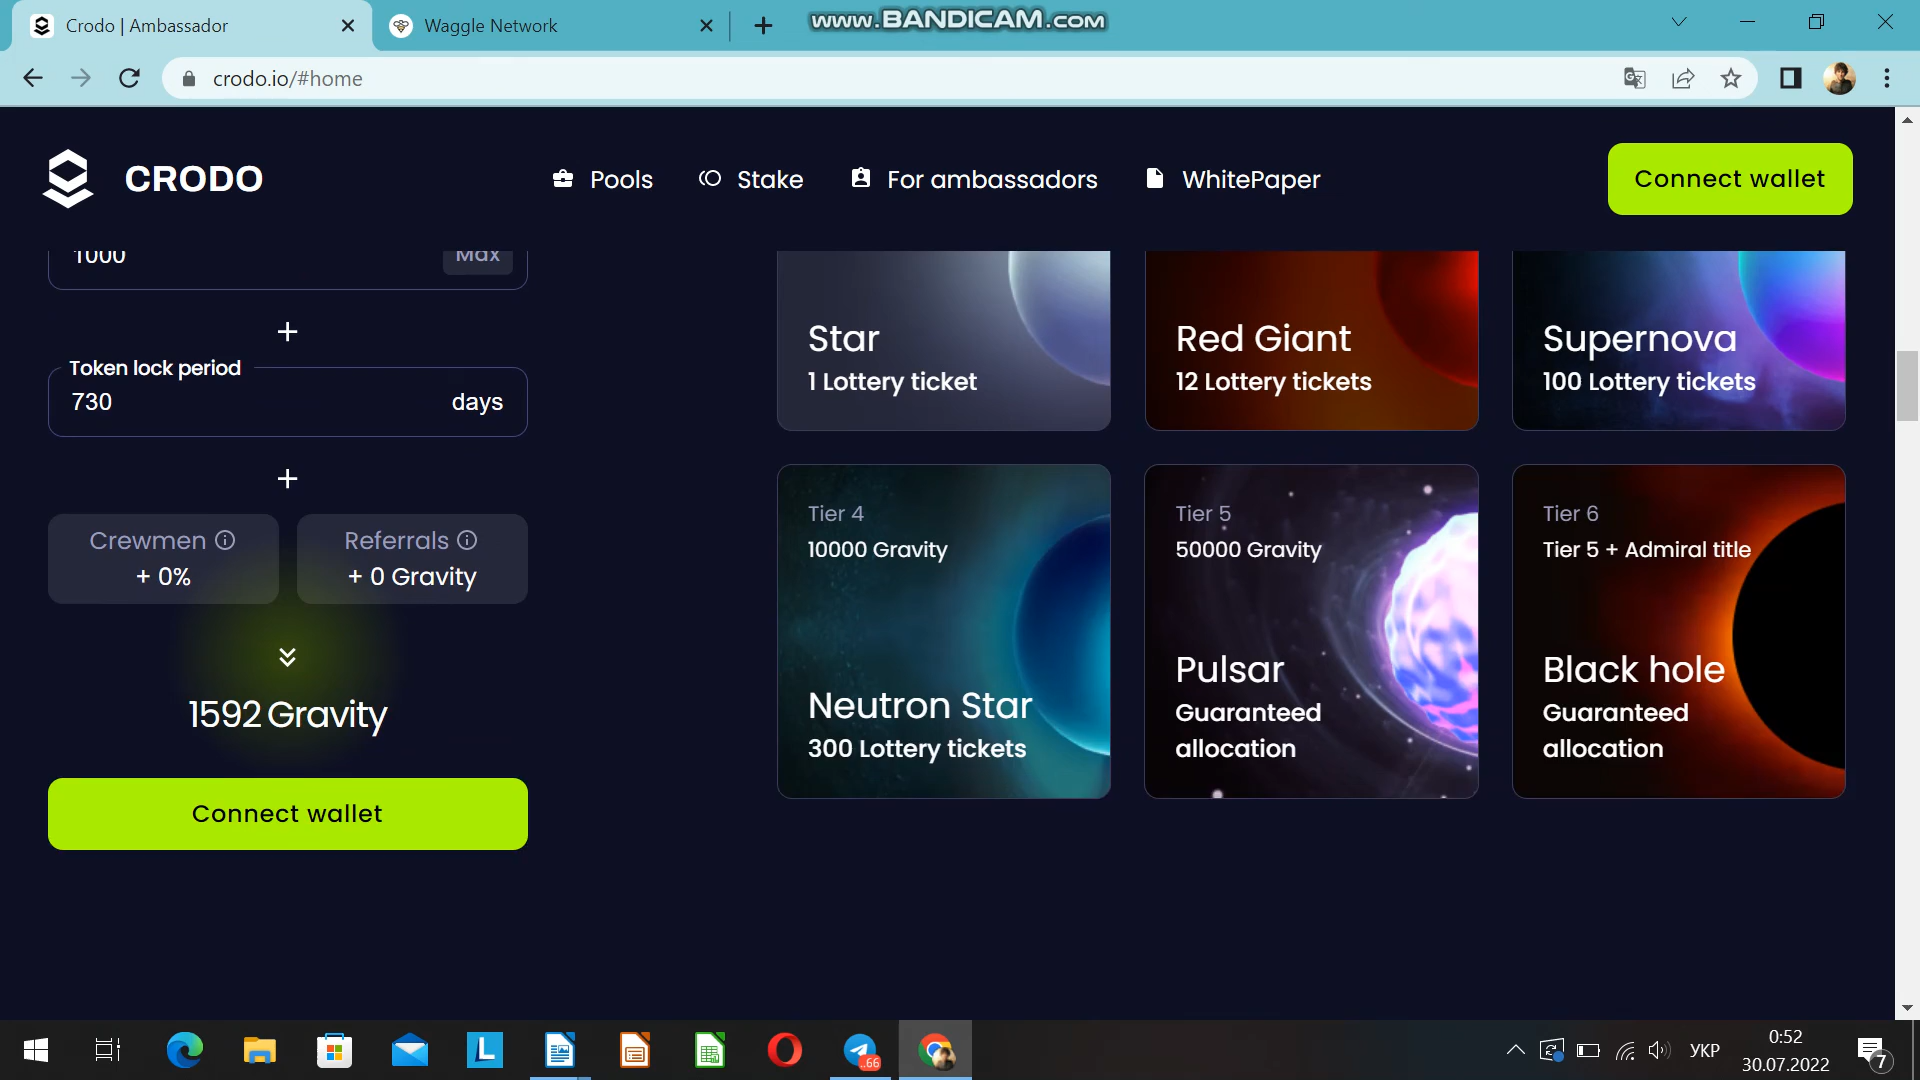 Crodo | Ambassador
Waggle Network
www.BANDICAM.com
crodo.io/#home
CRODO
Pools
Stake
For ambassadors
WhitePaper
Connect wallet
1000
Max
+
Token lock period
730
days
+
Crewmen
+ 0%
Referrals
+ 0 Gravity
1592 Gravity
Connect wallet
Star
1 Lottery ticket
Red Giant
12 Lottery tickets
Supernova
100 Lottery tickets
Tier 4
10000 Gravity
Neutron Star
300 Lottery tickets
Tier 5
50000 Gravity
Pulsar
Guaranteed
allocation
Tier 6
Tier 5 + Admiral title
Black hole
Guaranteed
allocation
L
..66
УКР
0:52
30.07.2022
7